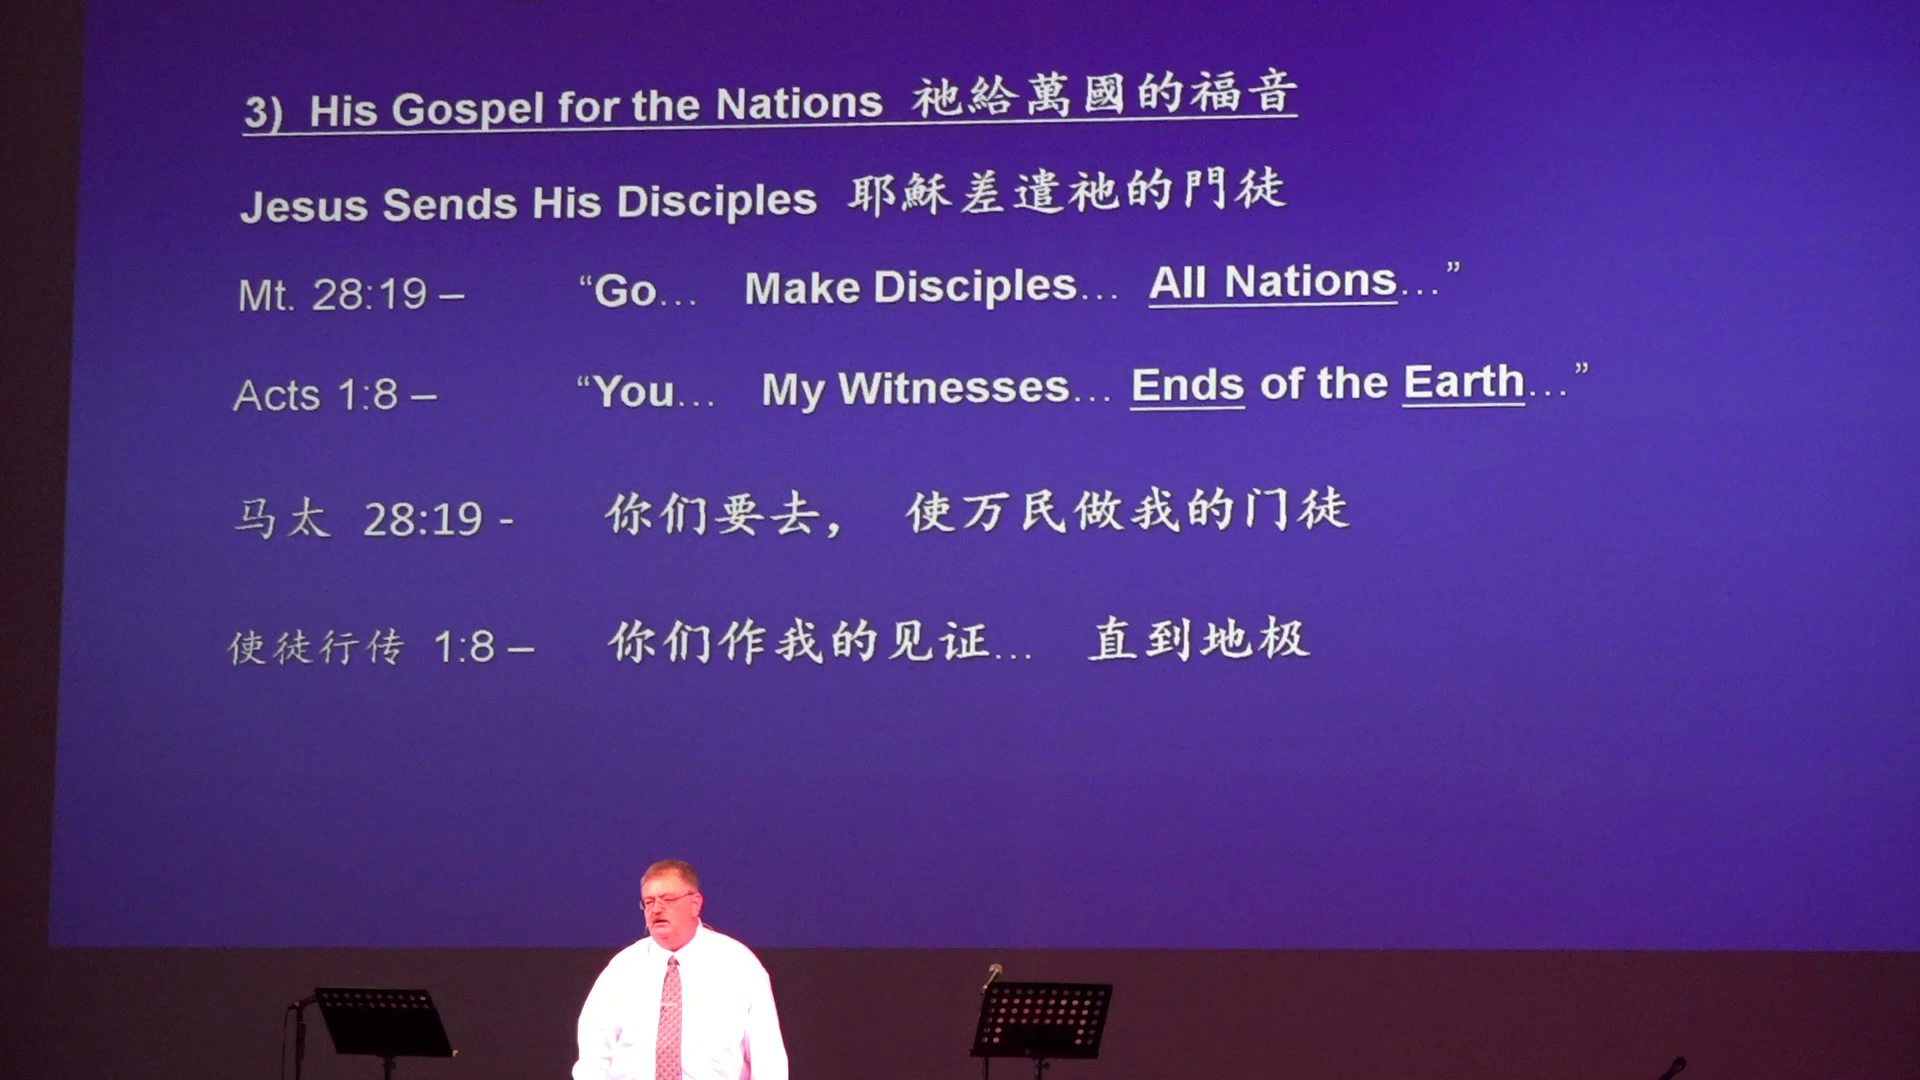 3) His Gospel for the Nations 祂給萬國的福音
Jesus Sends His Disciples 耶穌差遣祂的門徒
Mt. 28:19 – “Go… Make Disciples… All Nations…”
Acts 1:8 – “You… My Witnesses… Ends of the Earth…”
马太 28:19 - 你们要去， 使万民做我的门徒
使徒行传 1:8 – 你们作我的见证… 直到地极